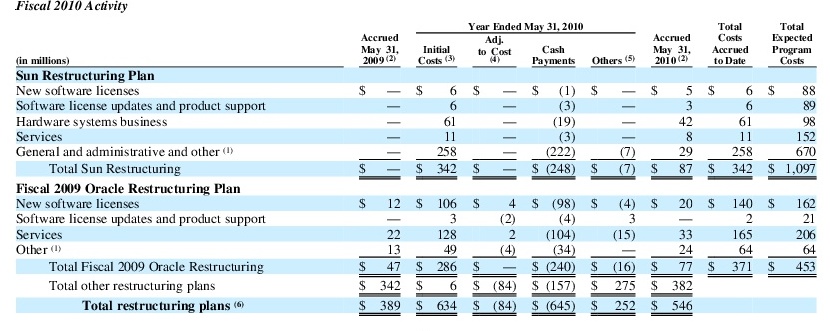 Fiscal 2010 Activity
Year Ended May 31, 2010
(in millions) Accrued May 31, 2009 (2) Initial Costs (3) Adj. to Cost (4) Cash Payments Others (5) Accrued May 31, 2010 (2) Total Costs Accrued to Date Total Expected Program Costs
Sun Restructuring Plan
New software licenses $ — $ 6 $ — $ (1) $ — $ 5 $ 6 $ 88
Software license updates and product support — 6 — (3) — 3 6 89
Hardware systems business — 61 — (19) — 42 61 98
Services — 11 — (3) — 8 11 152
General and administrative and other (1) — 258 — (222) (7) 29 258 670
Total Sun Restructuring $ — $ 342 $ — $ (248) $ (7) $ 87 $ 342 $ 1,097
Fiscal 2009 Oracle Restructuring Plan
New software licenses $ 12 $ 106 $ 4 $ (98) $ (4) $ 20 $ 140 $ 162
Software license updates and product support — 3 (2) (4) 3 — 2 21
Services 22 128 2 (104) (15) 33 165 206
Other (1) 13 49 (4) (34) — 24 64 64
Total Fiscal 2009 Oracle Restructuring $ 47 $ 286 $ — $ (240) $ (16) $ 77 $ 371 $ 453
Total other restructuring plans $ 342 $ 6 $ (84) $ (157) $ 275 $ 382
Total restructuring plans (6) $ 389 $ 634 $ (84) $ (645) $ 252 $ 546